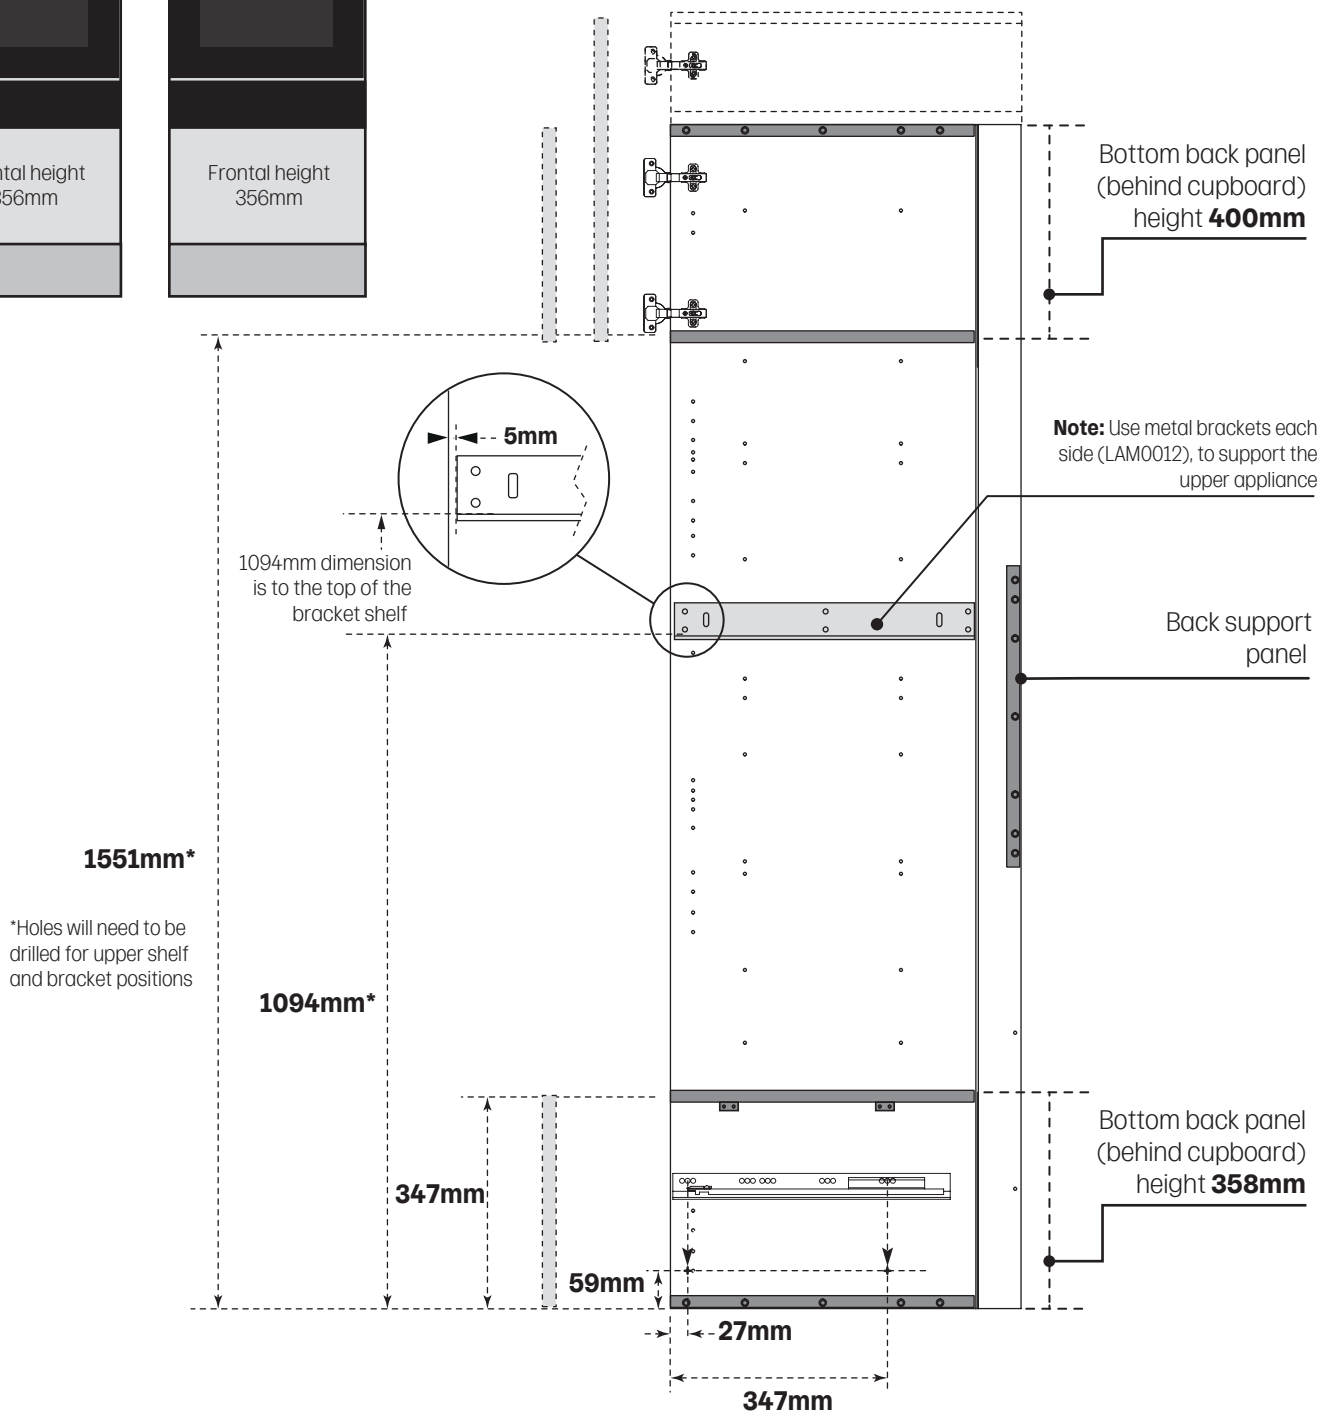 Frontal height
356mm
Bottom back panel
(behind cupboard)
height 400mm
5mm
Note: Use metal brackets each
side (LAM0012), to support the
upper appliance
1094mm dimension
is to the top of the
bracket shelf
Back support
panel
1551mm*
*Holes will need to be
drilled for upper shelf
and bracket positions
1094mm*
Bottom back panel
(behind cupboard)
height 358mm
347mm
59mm
27mm
347mm